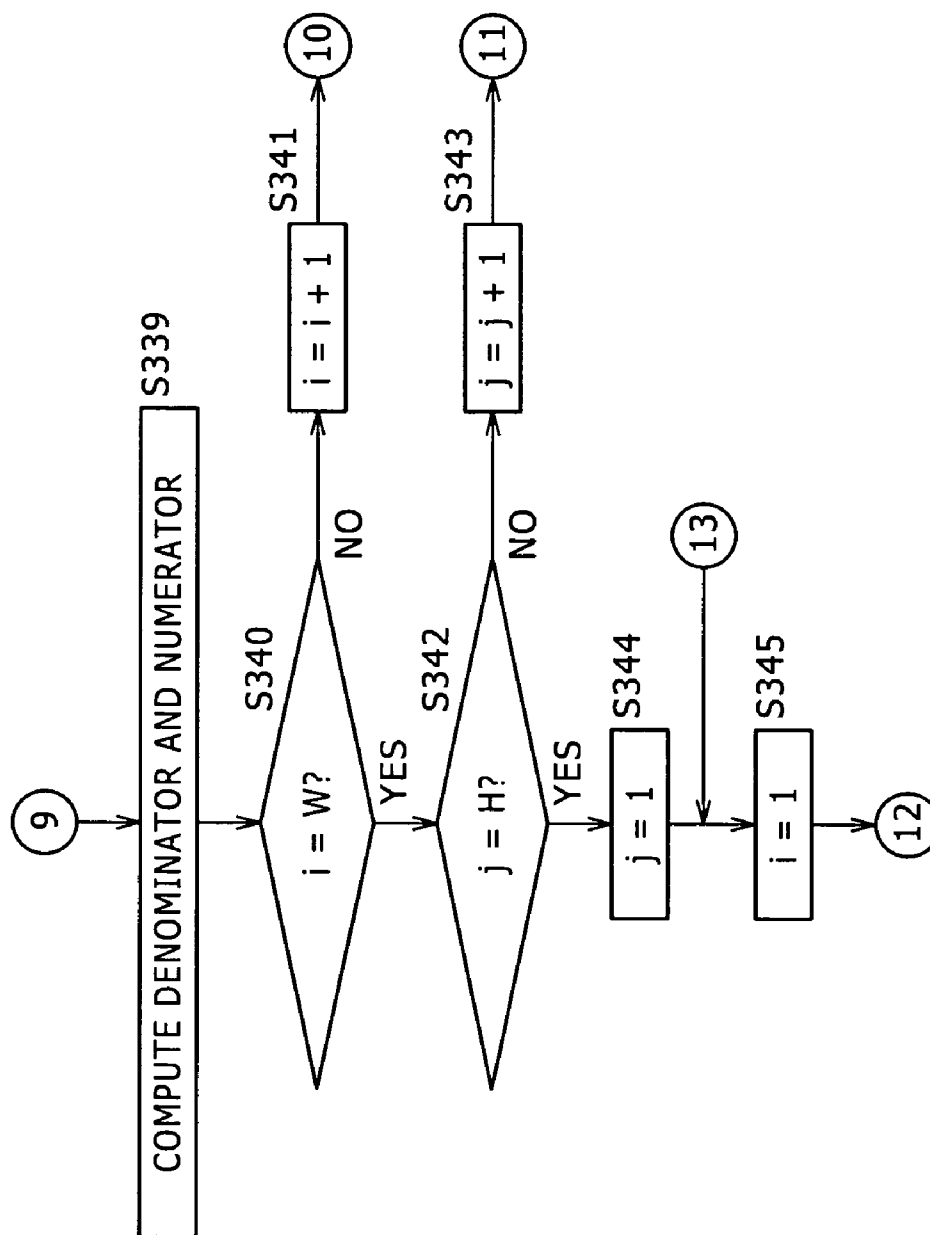 9
S339
COMPUTE DENOMINATOR AND NUMERATOR
S340
i = W?
NO
S341
i = i + 1
10
YES
S342
j = H?
NO
S343
j = j + 1
11
YES
S344
j = 1
13
S345
i = 1
12